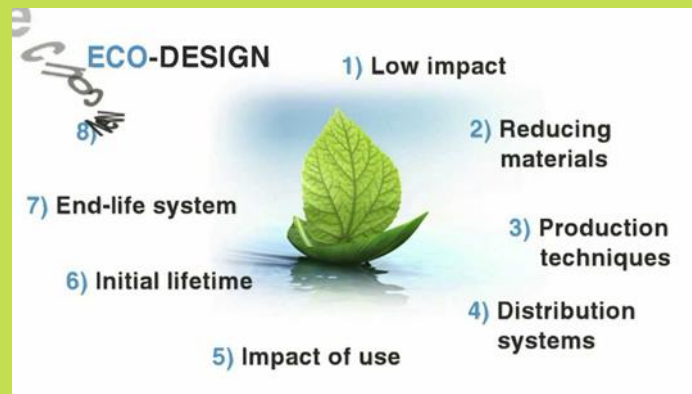 ECO-DESIGN
1) Low impact
2) Reducing
materials
3) Production
techniques
4) Distribution
systems
5) Impact of use
6) Initial lifetime
7) End-life system
8)